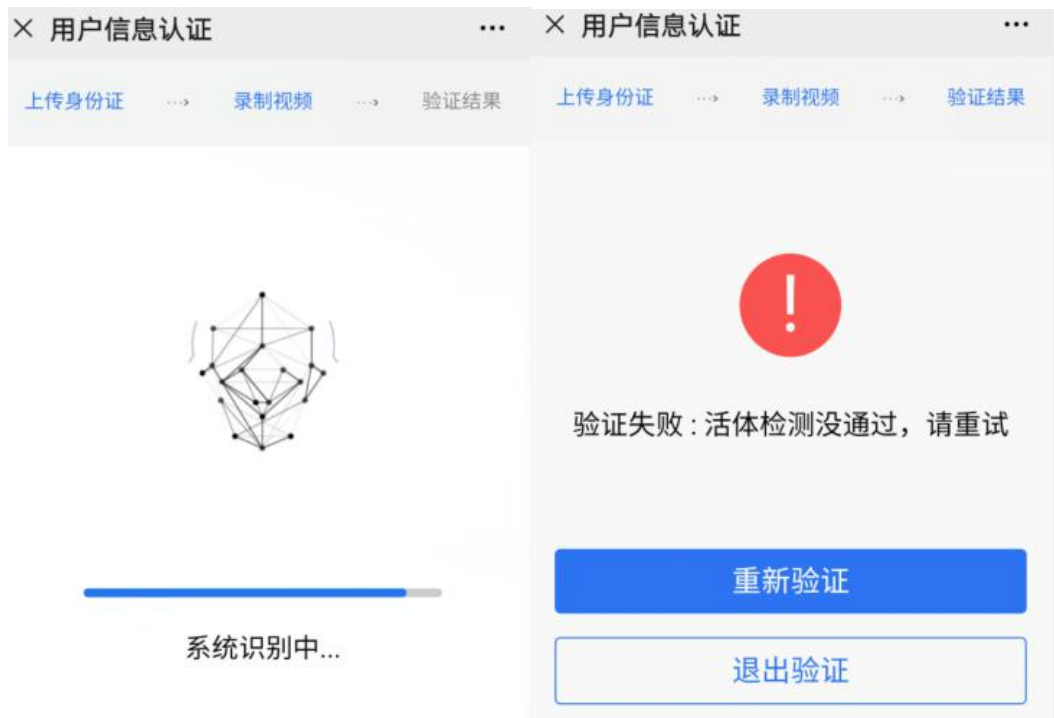 用户信息认证
上传身份证 ···> 录制视频 ···> 验证结果
系统识别中...
用户信息认证
上传身份证 ···> 录制视频 ···> 验证结果
验证失败 : 活体检测没通过，请重试
重新验证
退出验证